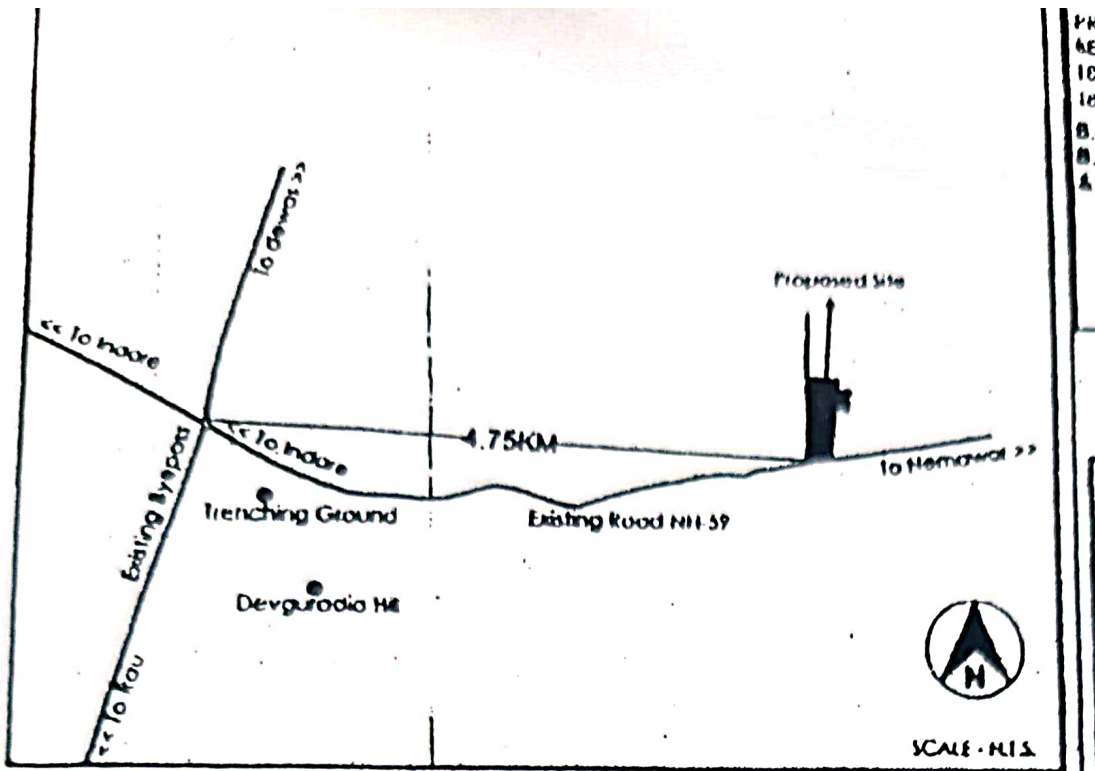 To dewas >>
Proposed Site
<< To Indore
<< To Indore
4.75KM
To Nemawar >>
Trenching Ground
Existing Road NH-59
Existing Byepass
Devguradia Hill
<< To Rau
N
SCALE - N.T.S.